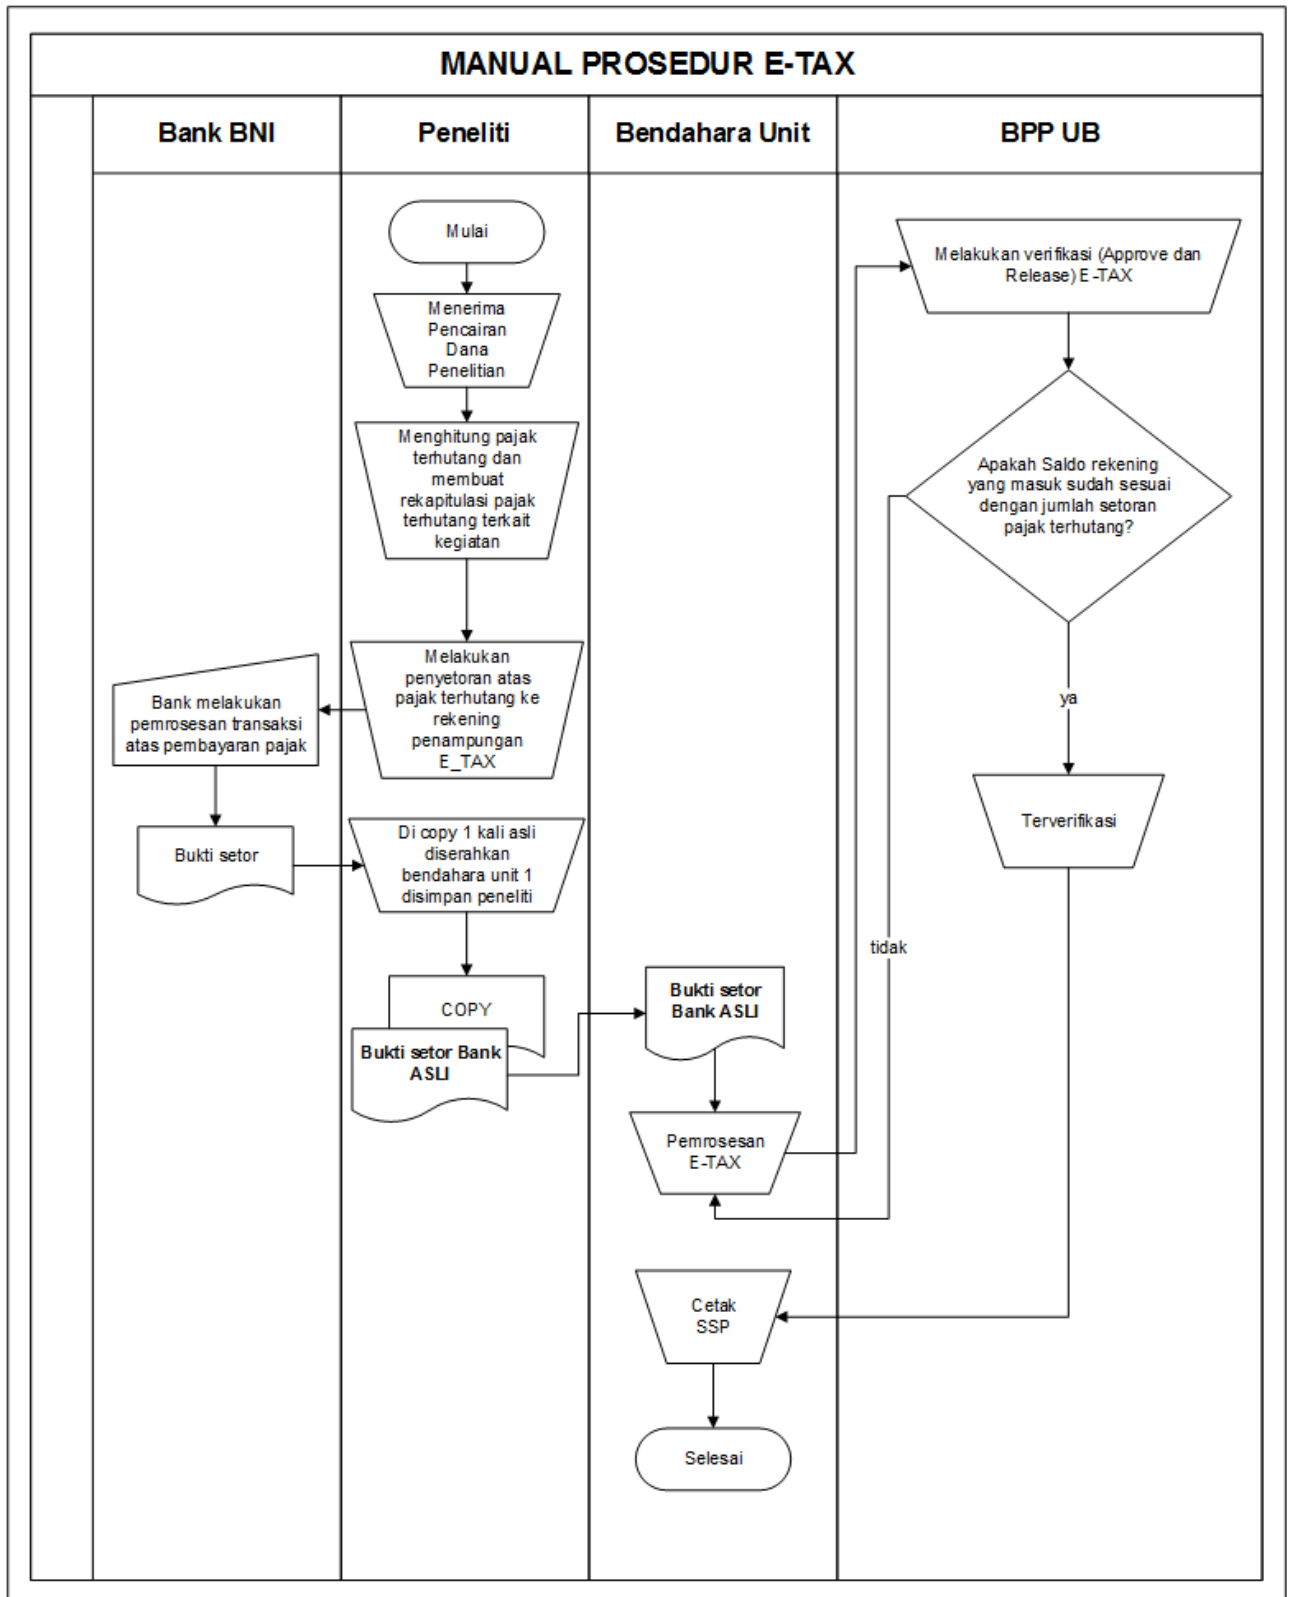 MANUAL PROSEDUR E-TAX
Bank BNI
Peneliti
Bendahara Unit
BPP UB
Mulai
Menerima
Pencairan
Dana
Penelitian
Menghitung pajak
terhutang dan
membuat
rekapitulasi pajak
terhutang terkait
kegiatan
Melakukan
penyetoran atas
pajak terhutang ke
rekening
penampungan
E_TAX
Bank melakukan
pemrosesan transaksi
atas pembayaran pajak
Bukti setor
Di copy 1 kali asli
diserahkan
bendahara unit 1
disimpan peneliti
COPY
Bukti setor Bank
ASLI
Bukti setor
Bank ASLI
Pemrosesan
E-TAX
Melakukan verifikasi (Approve dan
Release) E-TAX
Apakah Saldo rekening
yang masuk sudah sesuai
dengan jumlah setoran
pajak terhutang?
ya
tidak
Terverifikasi
Cetak
SSP
Selesai